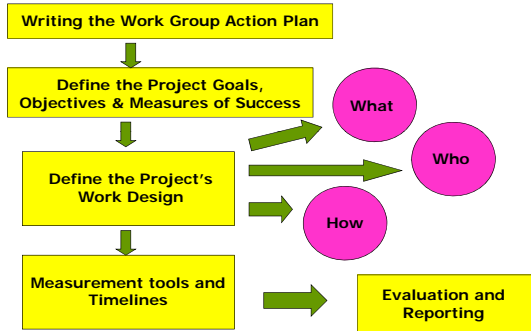 Writing the Work Group Action Plan
Define the Project Goals,
Objectives & Measures of Success
What
Who
Define the Project's
Work Design
How
Measurement tools and
Timelines
Evaluation and
Reporting